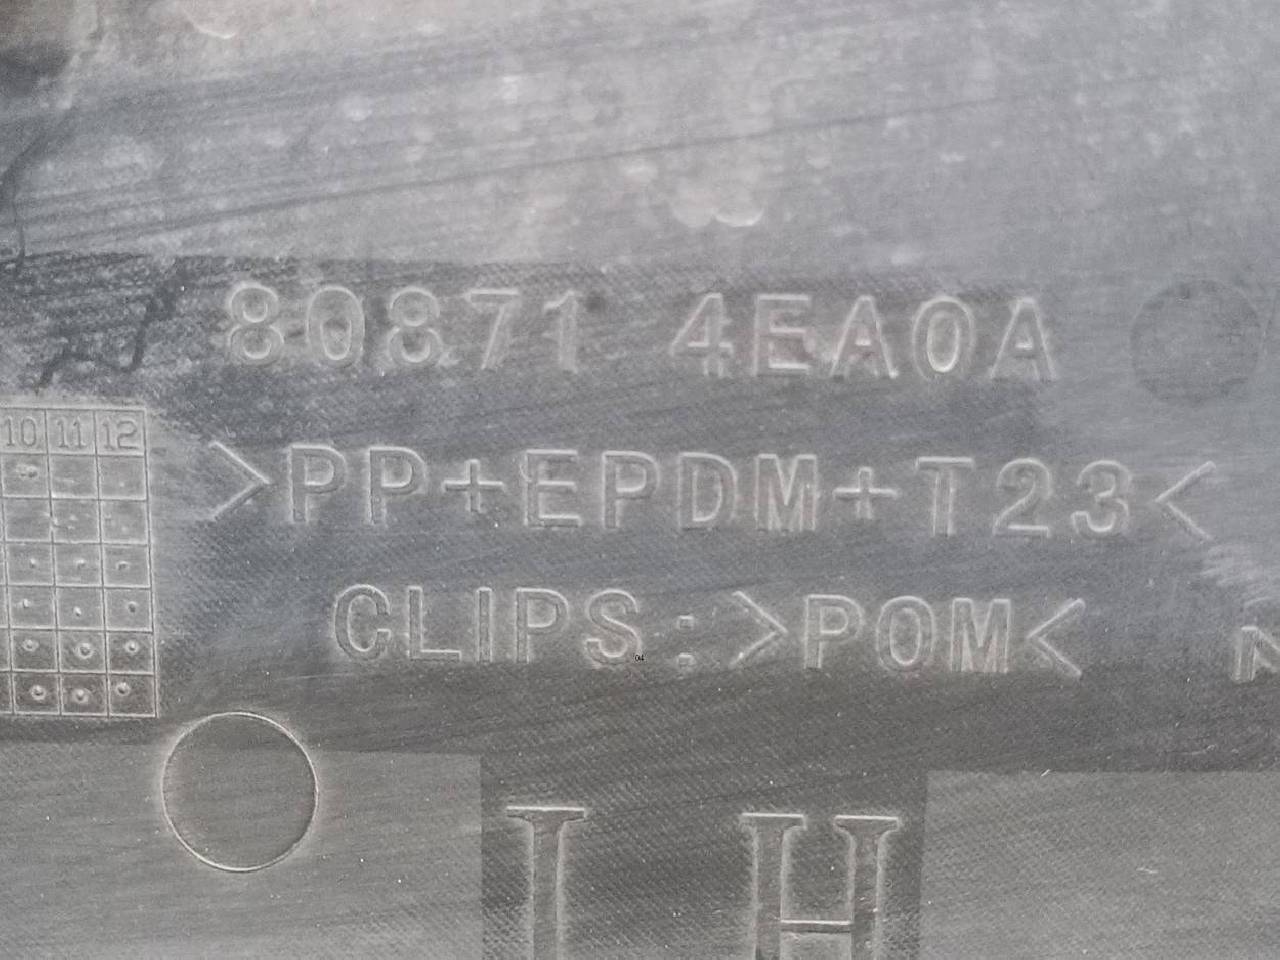 80871 4EA0A
10 11 12
>PP+EPDM+T23<
CLIPS:>POM<
LH